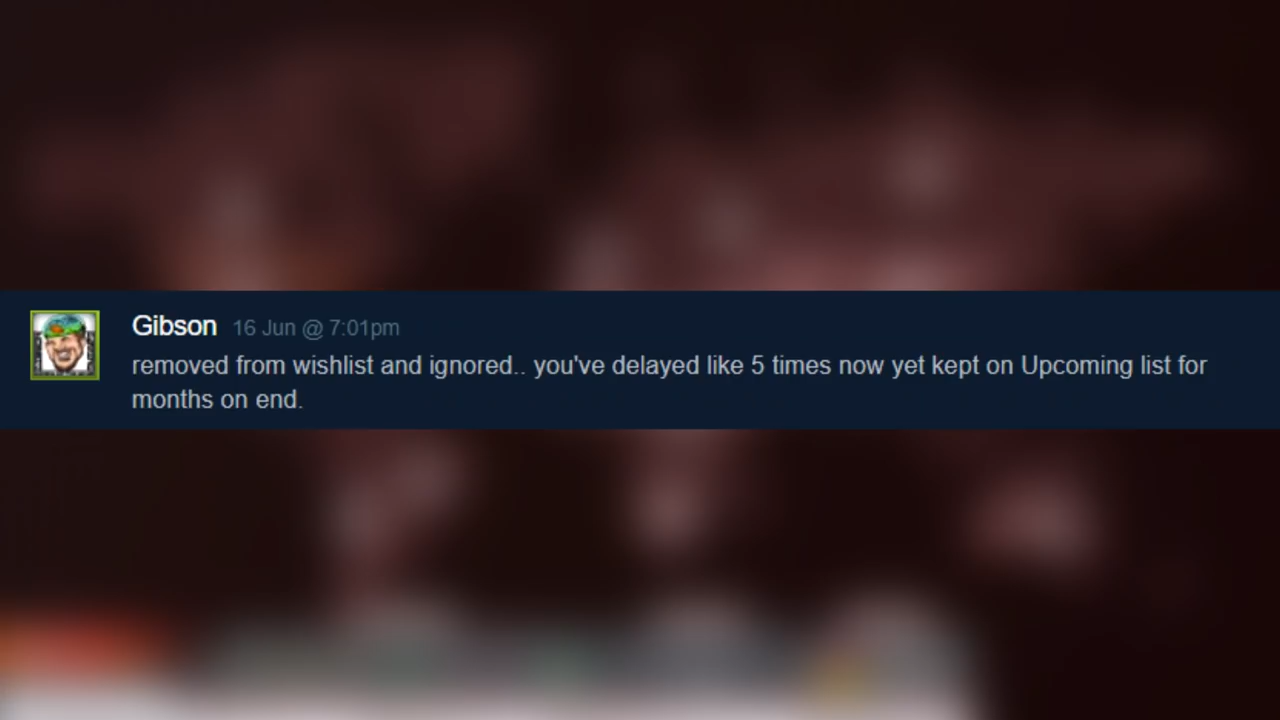 Gibson 16 Jun @ 7:01pm
removed from wishlist and ignored.. you've delayed like 5 times now yet kept on Upcoming list for
months on end.